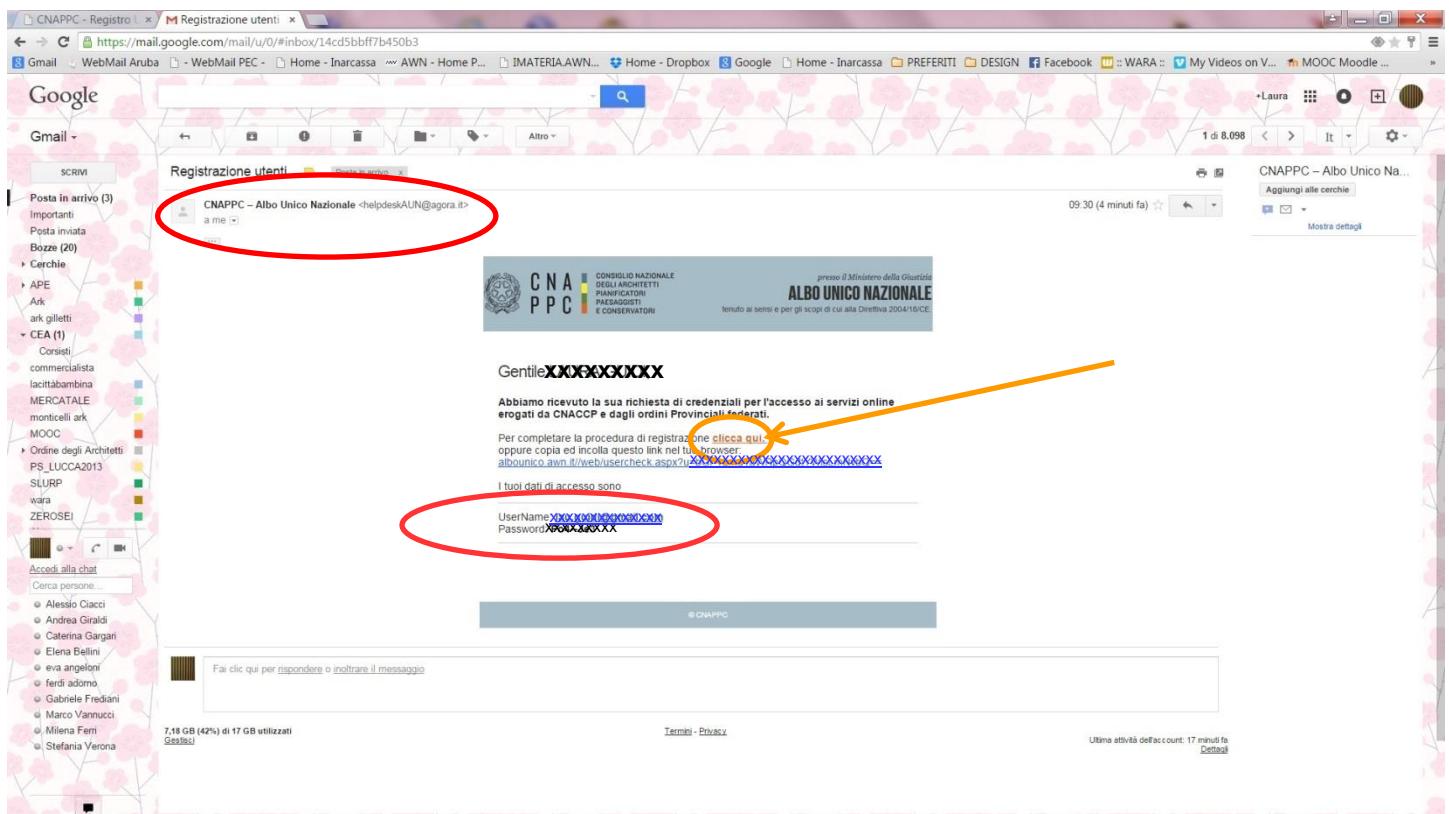 CNAPPC - Registro U
Registrazione utenti
https://mail.google.com/mail/u/0/#inbox/14cd5bbff7b450b3
Gmail WebMail Aruba - WebMail PEC - Home - Inarcassa AWN - Home P... IMATERIA.AWN... Home - Dropbox Google Home - Inarcassa PREFERITI DESIGN Facebook :: WARA :: My Videos on V... MOOC Moodle ... »
Google
+Laura
Gmail
Altro
1 di 8.098
It
SCRIVI
Posta in arrivo (3)
Importanti
Posta inviata
Bozze (20)
Cerchie
APE
Ark
ark gilletti
CEA (1)
Corsisti
commercialista
lacittàbambina
MERCATALE
monticelli ark
MOOC
Ordine degli Architetti
PS_LUCCA2013
SLURP
wara
ZEROSEI
Accedi alla chat
Cerca persone...
Alessio Ciacci
Andrea Giraldi
Caterina Gargari
Elena Bellini
eva angeloni
ferdi adorno
Gabriele Frediani
Marco Vannucci
Milena Ferri
Stefania Verona
Registrazione utenti Posta in arrivo x
CNAPPC – Albo Unico Nazionale <helpdeskAUN@agora.it>
a me
09:30 (4 minuti fa)
CNA
PPC
CONSIGLIO NAZIONALE
DEGLI ARCHITETTI
PIANIFICATORI
PAESAGGISTI
E CONSERVATORI
presso il Ministero della Giustizia
ALBO UNICO NAZIONALE
tenuto ai sensi e per gli scopi di cui alla Direttiva 2004/18/CE.
Gentile XXXXXXXXX
Abbiamo ricevuto la sua richiesta di credenziali per l'accesso ai servizi online
erogati da CNACCP e dagli ordini Provinciali federati.
Per completare la procedura di registrazione clicca qui.
oppure copia ed incolla questo link nel tuo browser:
albounico.awn.it//web/usercheck.aspx?u
I tuoi dati di accesso sono
UserName
Password
© CNAPPC
Fai clic qui per rispondere o inoltrare il messaggio
7,18 GB (42%) di 17 GB utilizzati
Gestisci
Termini - Privacy
Ultima attività dell'account: 17 minuti fa
Dettagli
CNAPPC – Albo Unico Na...
Aggiungi alle cerchie
Mostra dettagli